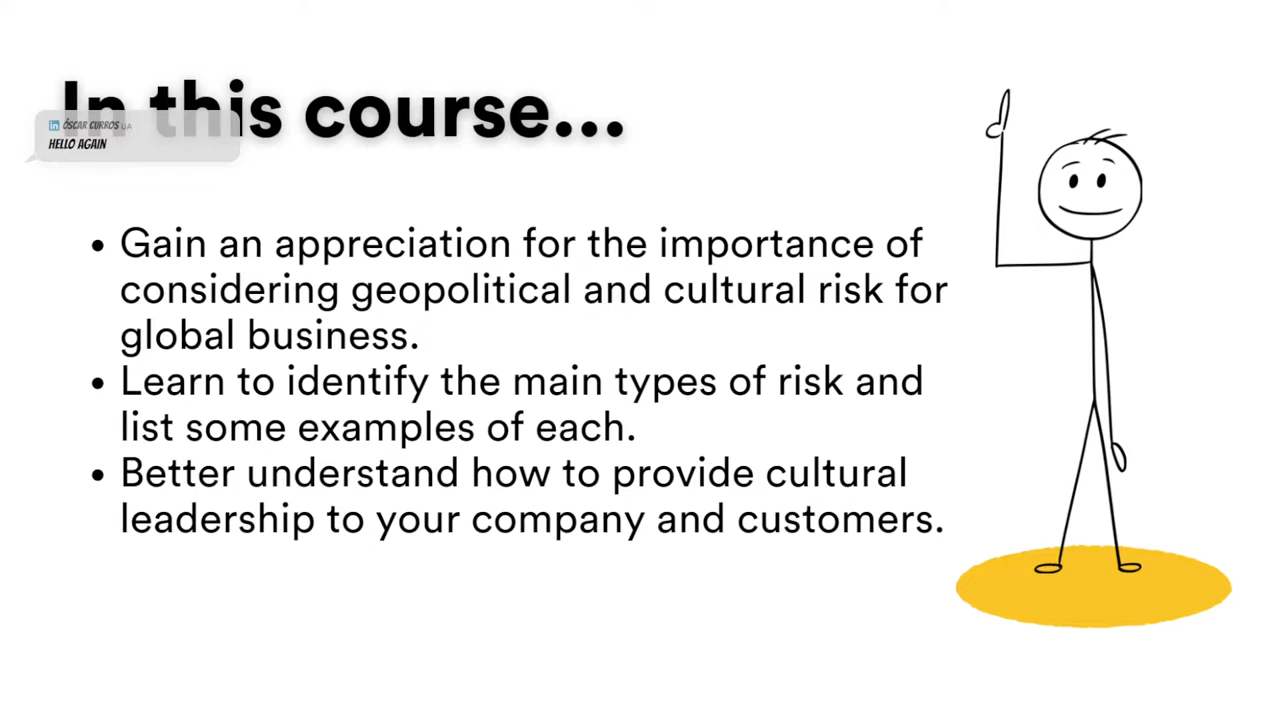 In this course...
in ÓSCAR CURROS UA
HELLO AGAIN
• Gain an appreciation for the importance of
considering geopolitical and cultural risk for
global business.
• Learn to identify the main types of risk and
list some examples of each.
• Better understand how to provide cultural
leadership to your company and customers.